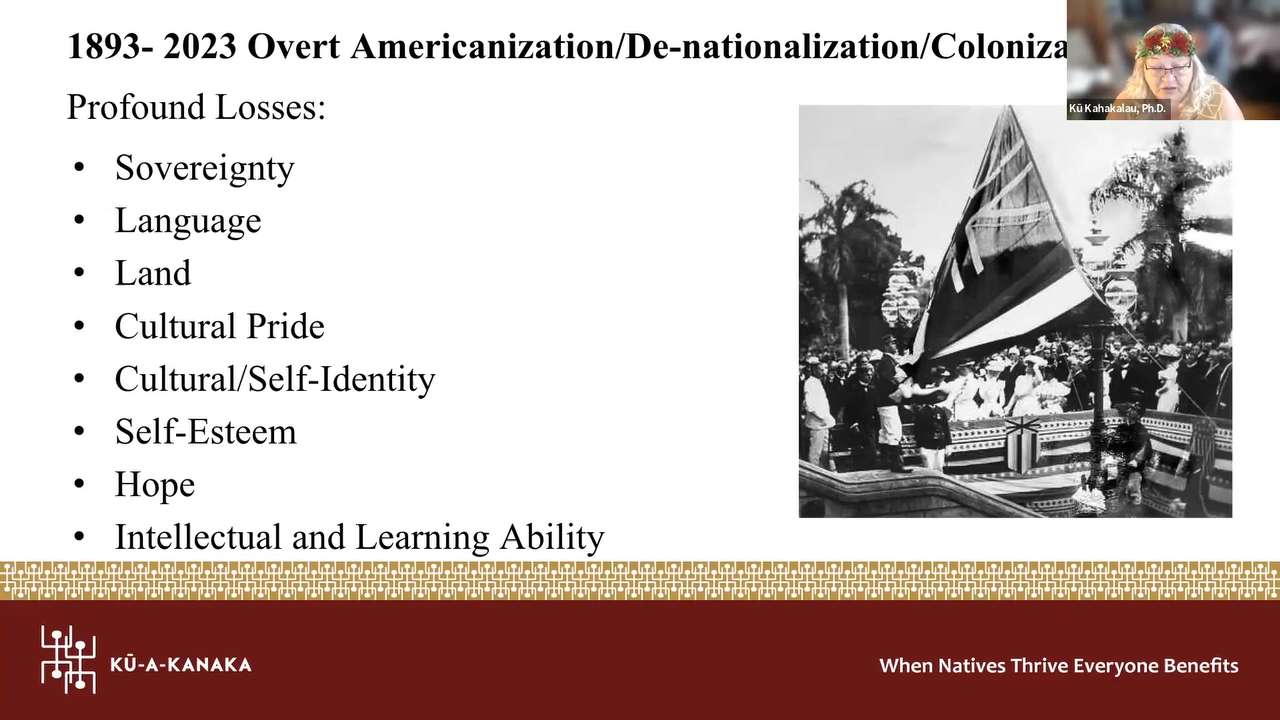 1893- 2023 Overt Americanization/De-nationalization/Coloniza
Kū Kahakalau, Ph.D.
Profound Losses:
• Sovereignty
• Language
• Land
• Cultural Pride
• Cultural/Self-Identity
• Self-Esteem
• Hope
• Intellectual and Learning Ability
KŪ-A-KANAKA
When Natives Thrive Everyone Benefits